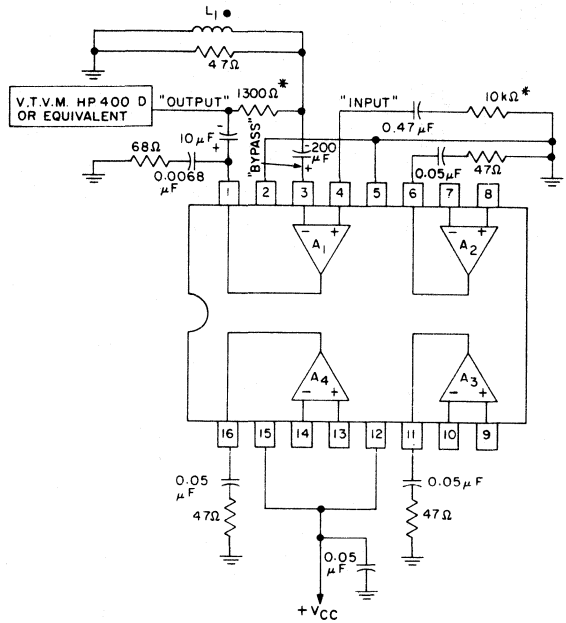 L1 •
47Ω
V.T.V.M. HP 400 D
OR EQUIVALENT
"OUTPUT"
1300Ω*
"INPUT"
10kΩ*
0.47μF
-
10μF
+
"BYPASS"
-200
μF
+
68Ω
0.0068
μF
0.05μF
47Ω
1 2 3 4 5 6 7 8
- + - +
A1 A2
A4 A3
- + - +
16 15 14 13 12 11 10 9
0.05
μF
47Ω
0.05μF
47Ω
0.05
μF
+VCC